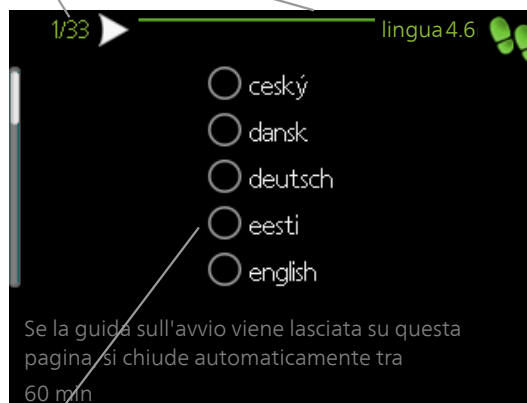 1/33 lingua 4.6
ceský
dansk
deutsch
eesti
english
Se la guida sull'avvio viene lasciata su questa
pagina, si chiude automaticamente tra
60 min